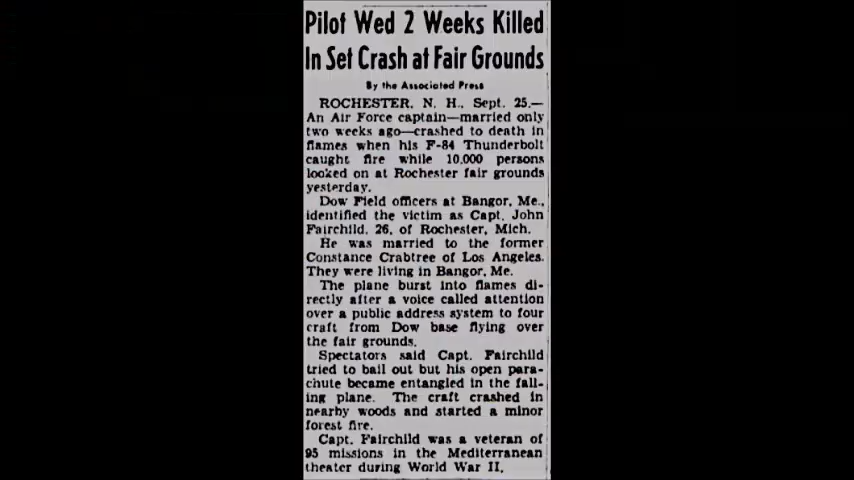 Pilot Wed 2 Weeks Killed
In Set Crash at Fair Grounds
By the Associated Press
ROCHESTER, N. H., Sept. 25.—
An Air Force captain—married only
two weeks ago—crashed to death in
flames when his F-84 Thunderbolt
caught fire while 10,000 persons
looked on at Rochester fair grounds
yesterday.
Dow Field officers at Bangor, Me.,
identified the victim as Capt. John
Fairchild, 26, of Rochester, Mich.
He was married to the former
Constance Crabtree of Los Angeles.
They were living in Bangor, Me.
The plane burst into flames di-
rectly after a voice called attention
over a public address system to four
craft from Dow base flying over
the fair grounds.
Spectators said Capt. Fairchild
tried to bail out but his open para-
chute became entangled in the fall-
ing plane. The craft crashed in
nearby woods and started a minor
forest fire.
Capt. Fairchild was a veteran of
95 missions in the Mediterranean
theater during World War II.